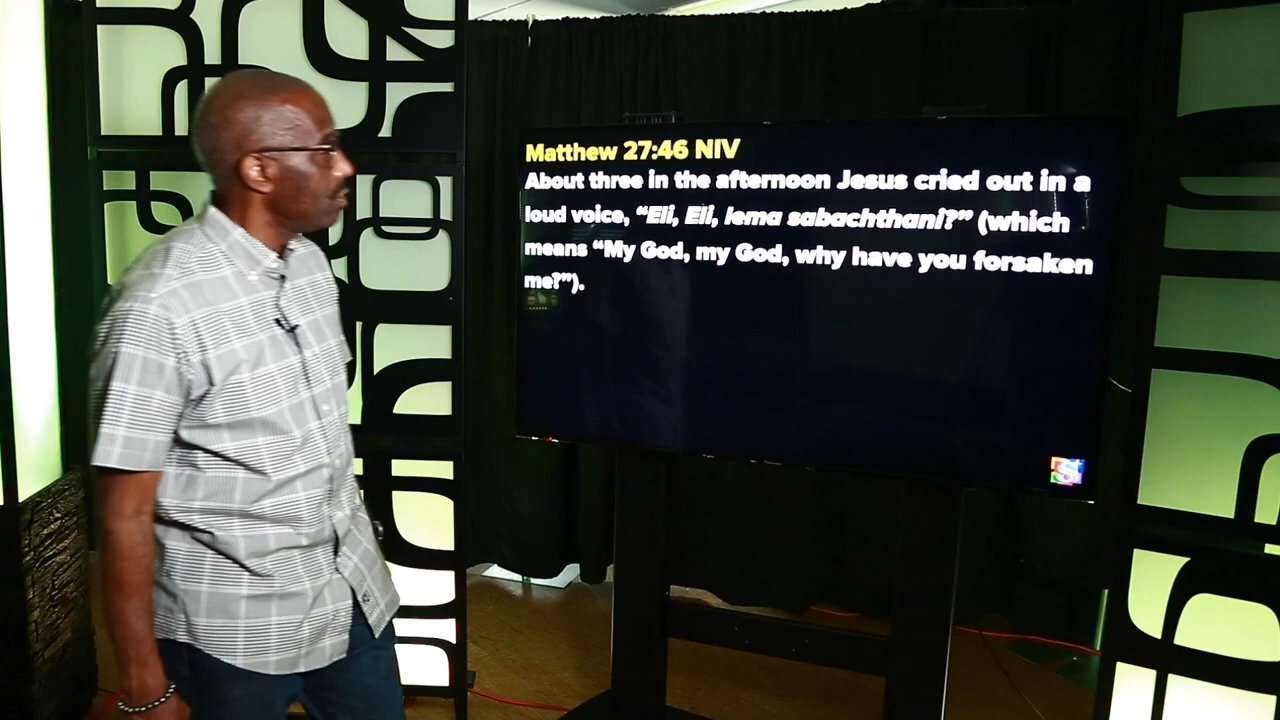 Matthew 27:46 NIV
About three in the afternoon Jesus cried out in a
loud voice, “Eli, Eli, lema sabachthani?” (which
means “My God, my God, why have you forsaken
me?”).
S